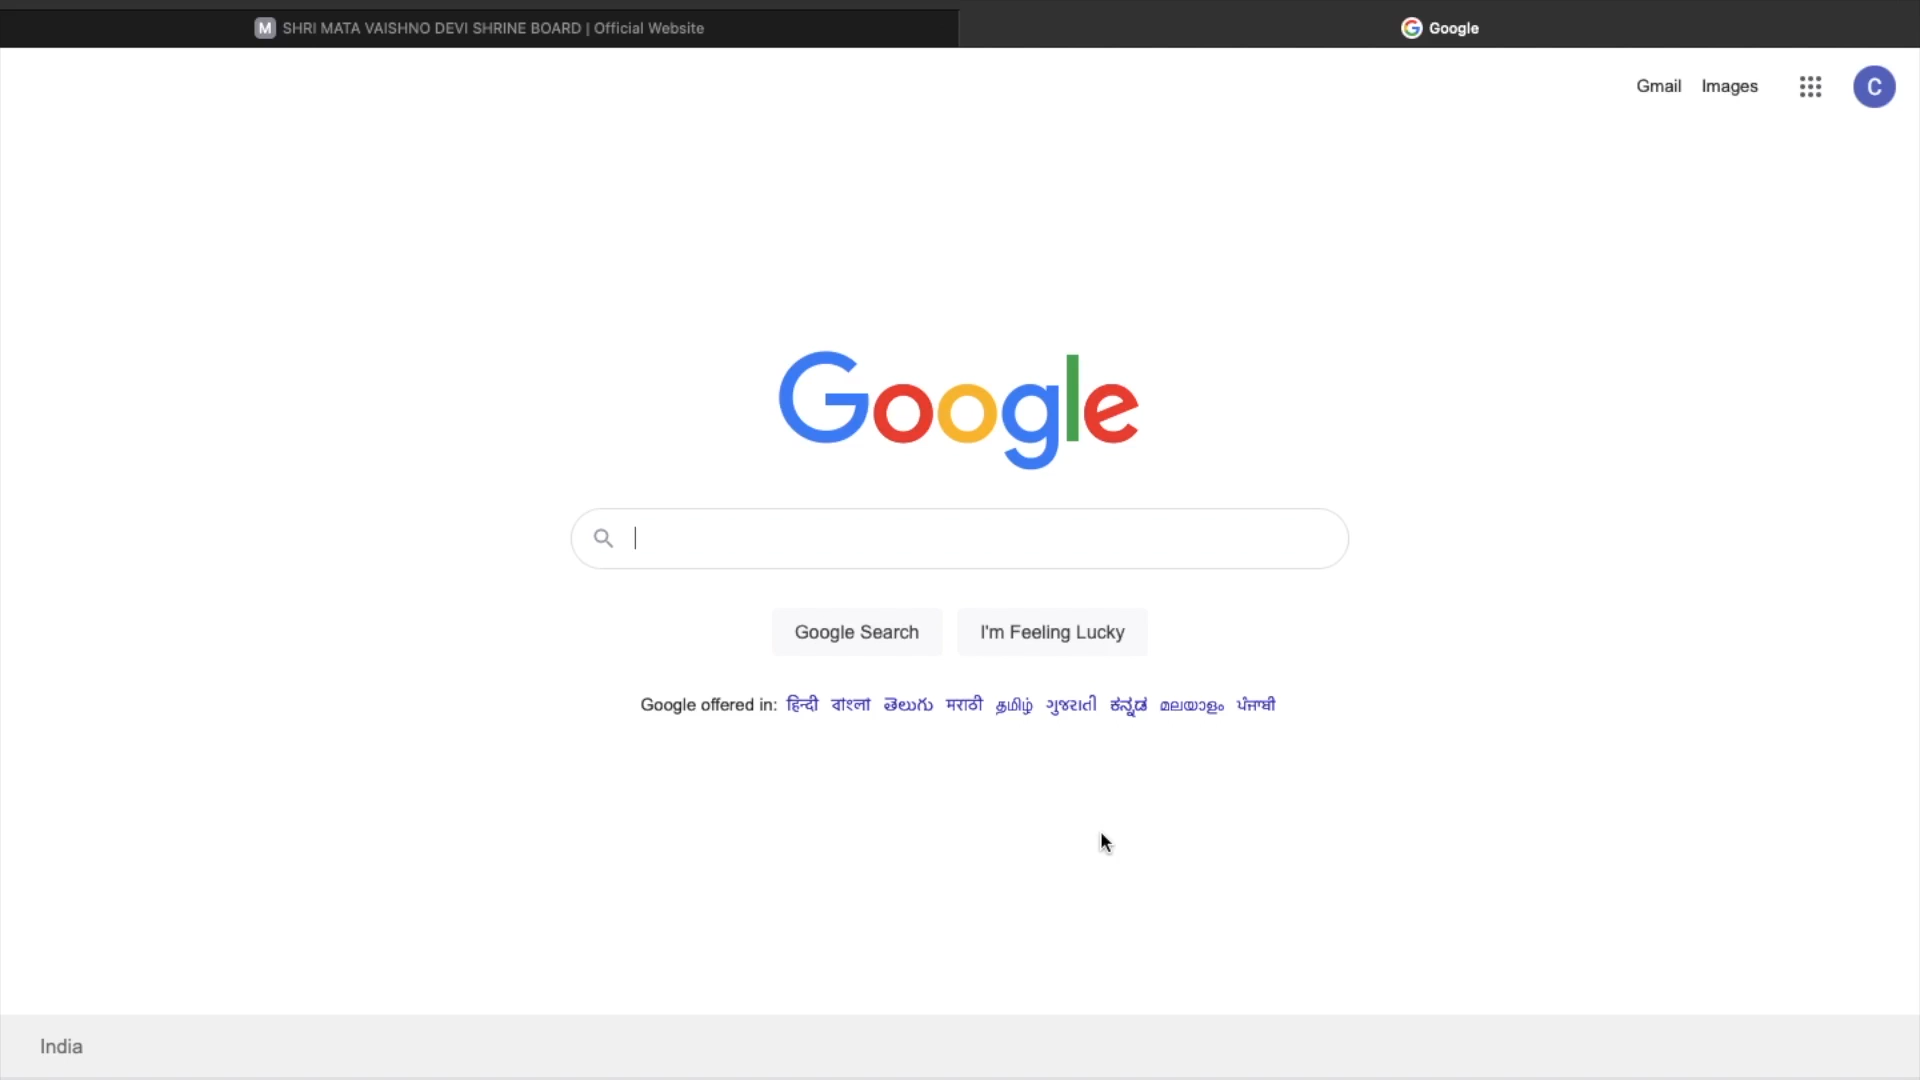 M SHRI MATA VAISHNO DEVI SHRINE BOARD | Official Website
Google
Gmail Images
C
Google
Google Search I'm Feeling Lucky
Google offered in: हिन्दी বাংলা తెలుగు मराठी தமிழ் ગુજરાતી ಕನ್ನಡ മലയാളം ਪੰਜਾਬੀ
India